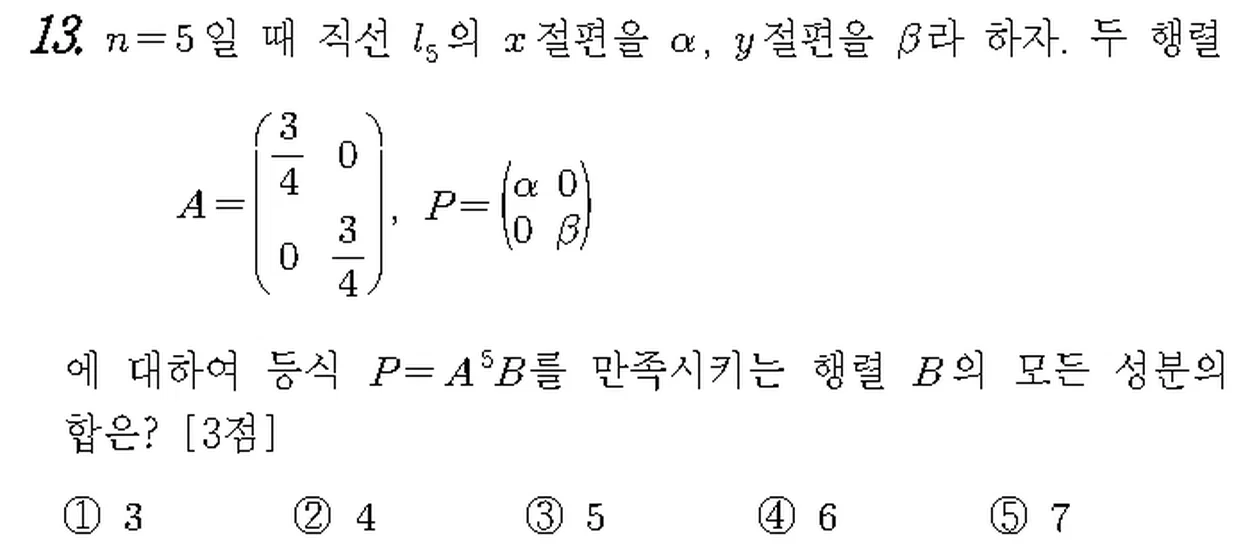 13. n=5일 때 직선 l₅의 x절편을 α, y절편을 β라 하자. 두 행렬
A=(3/4 0; 0 3/4), P=(α 0; 0 β)
에 대하여 등식 P=A⁵B를 만족시키는 행렬 B의 모든 성분의
합은? [3점]
① 3 ② 4 ③ 5 ④ 6 ⑤ 7